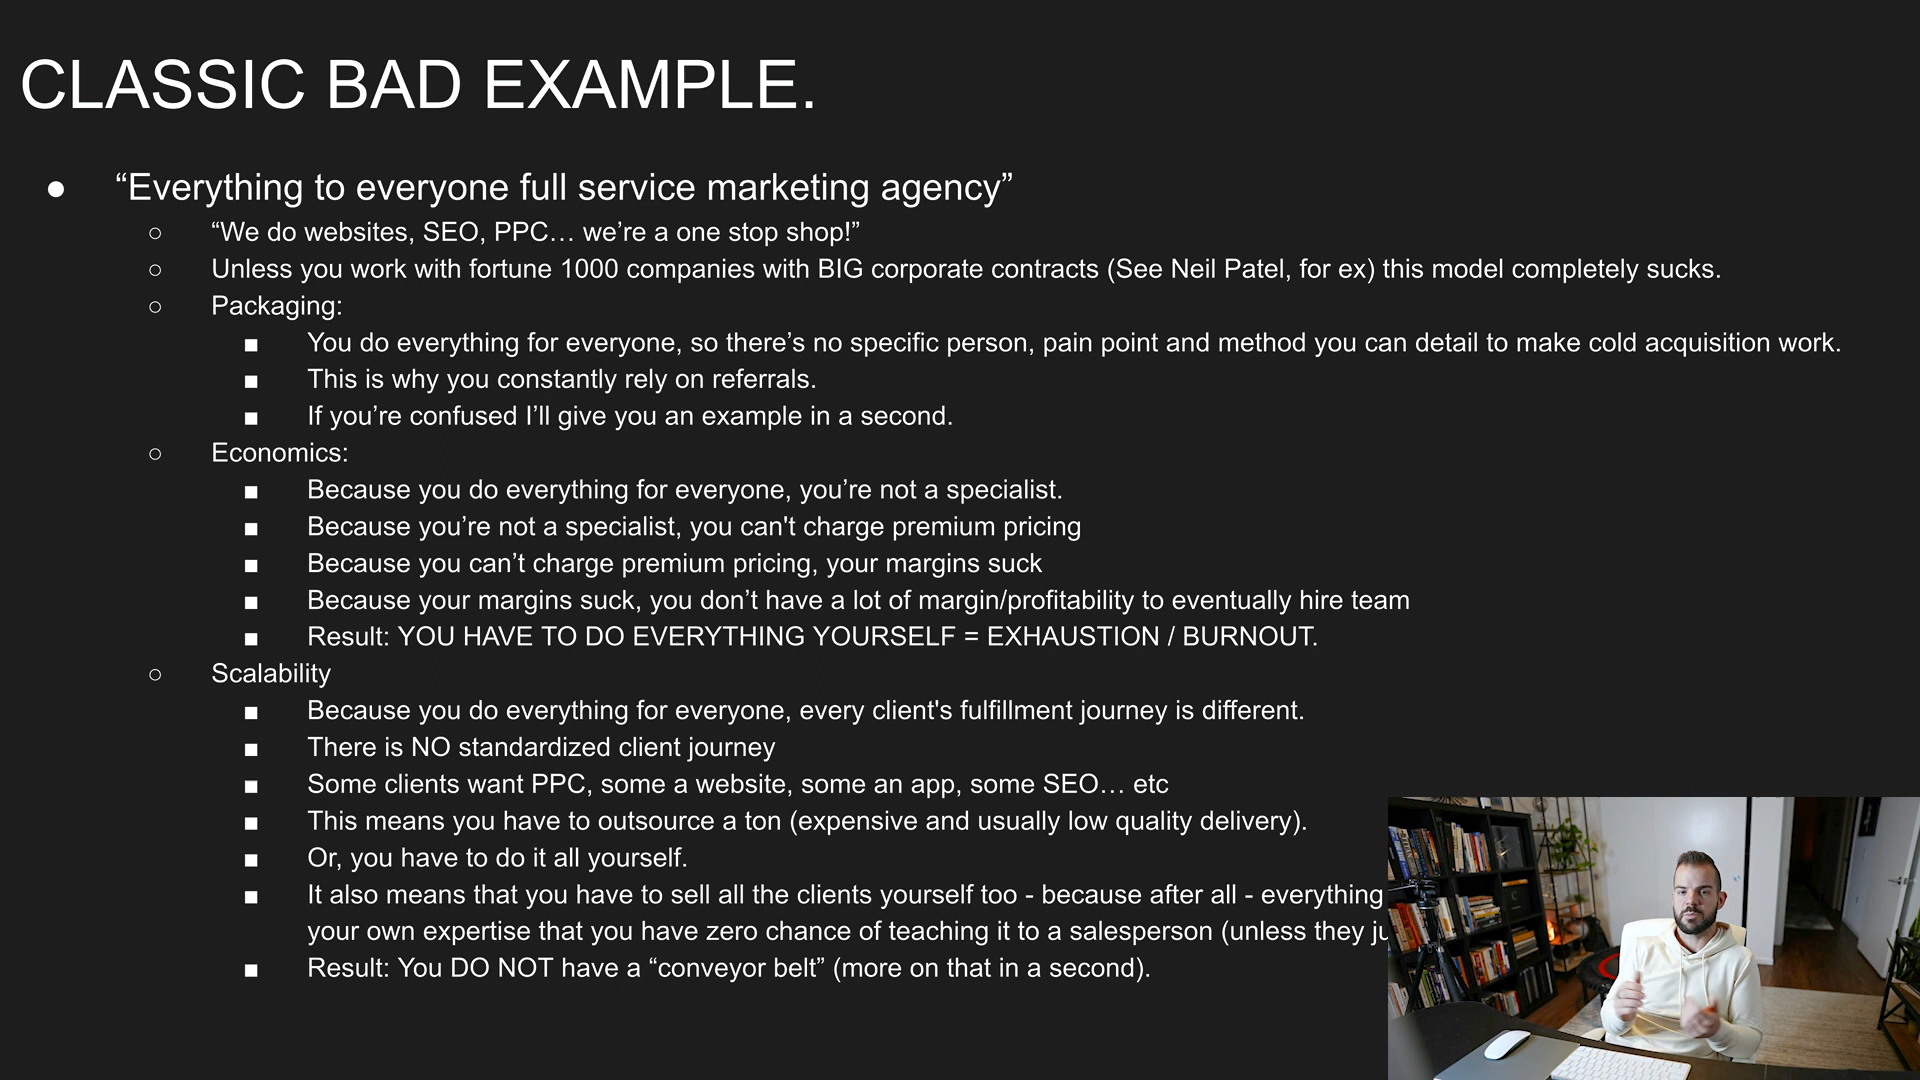 CLASSIC BAD EXAMPLE.
● “Everything to everyone full service marketing agency”
○ “We do websites, SEO, PPC… we’re a one stop shop!”
○ Unless you work with fortune 1000 companies with BIG corporate contracts (See Neil Patel, for ex) this model completely sucks.
○ Packaging:
■ You do everything for everyone, so there’s no specific person, pain point and method you can detail to make cold acquisition work.
■ This is why you constantly rely on referrals.
■ If you’re confused I’ll give you an example in a second.
○ Economics:
■ Because you do everything for everyone, you’re not a specialist.
■ Because you’re not a specialist, you can't charge premium pricing
■ Because you can’t charge premium pricing, your margins suck
■ Because your margins suck, you don’t have a lot of margin/profitability to eventually hire team
■ Result: YOU HAVE TO DO EVERYTHING YOURSELF = EXHAUSTION / BURNOUT.
○ Scalability
■ Because you do everything for everyone, every client's fulfillment journey is different.
■ There is NO standardized client journey
■ Some clients want PPC, some a website, some an app, some SEO… etc
■ This means you have to outsource a ton (expensive and usually low quality delivery).
■ Or, you have to do it all yourself.
■ It also means that you have to sell all the clients yourself too - because after all - everything
your own expertise that you have zero chance of teaching it to a salesperson (unless they
■ Result: You DO NOT have a “conveyor belt” (more on that in a second).